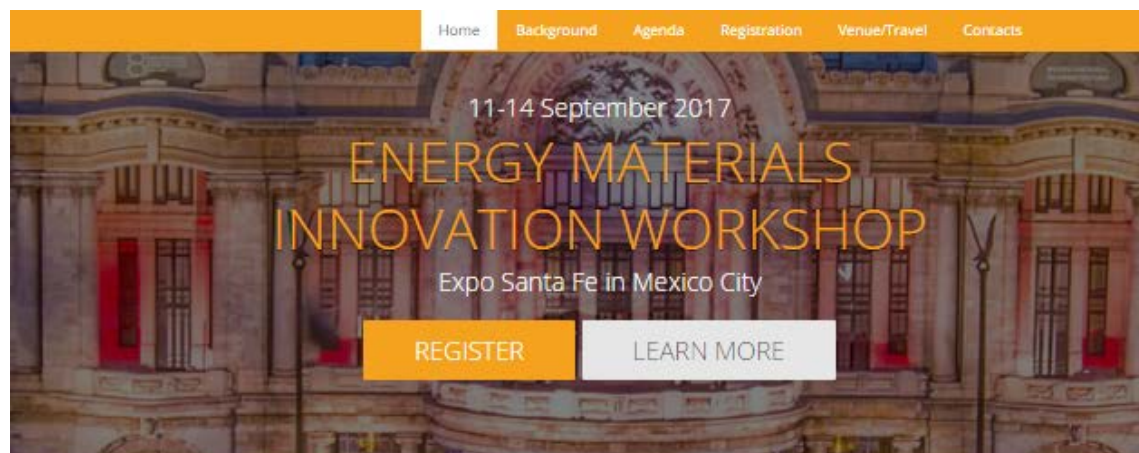 Home Background Agenda Registration Venue/Travel Contacts
11-14 September 2017
ENERGY MATERIALS
INNOVATION WORKSHOP
Expo Santa Fe in Mexico City
REGISTER LEARN MORE